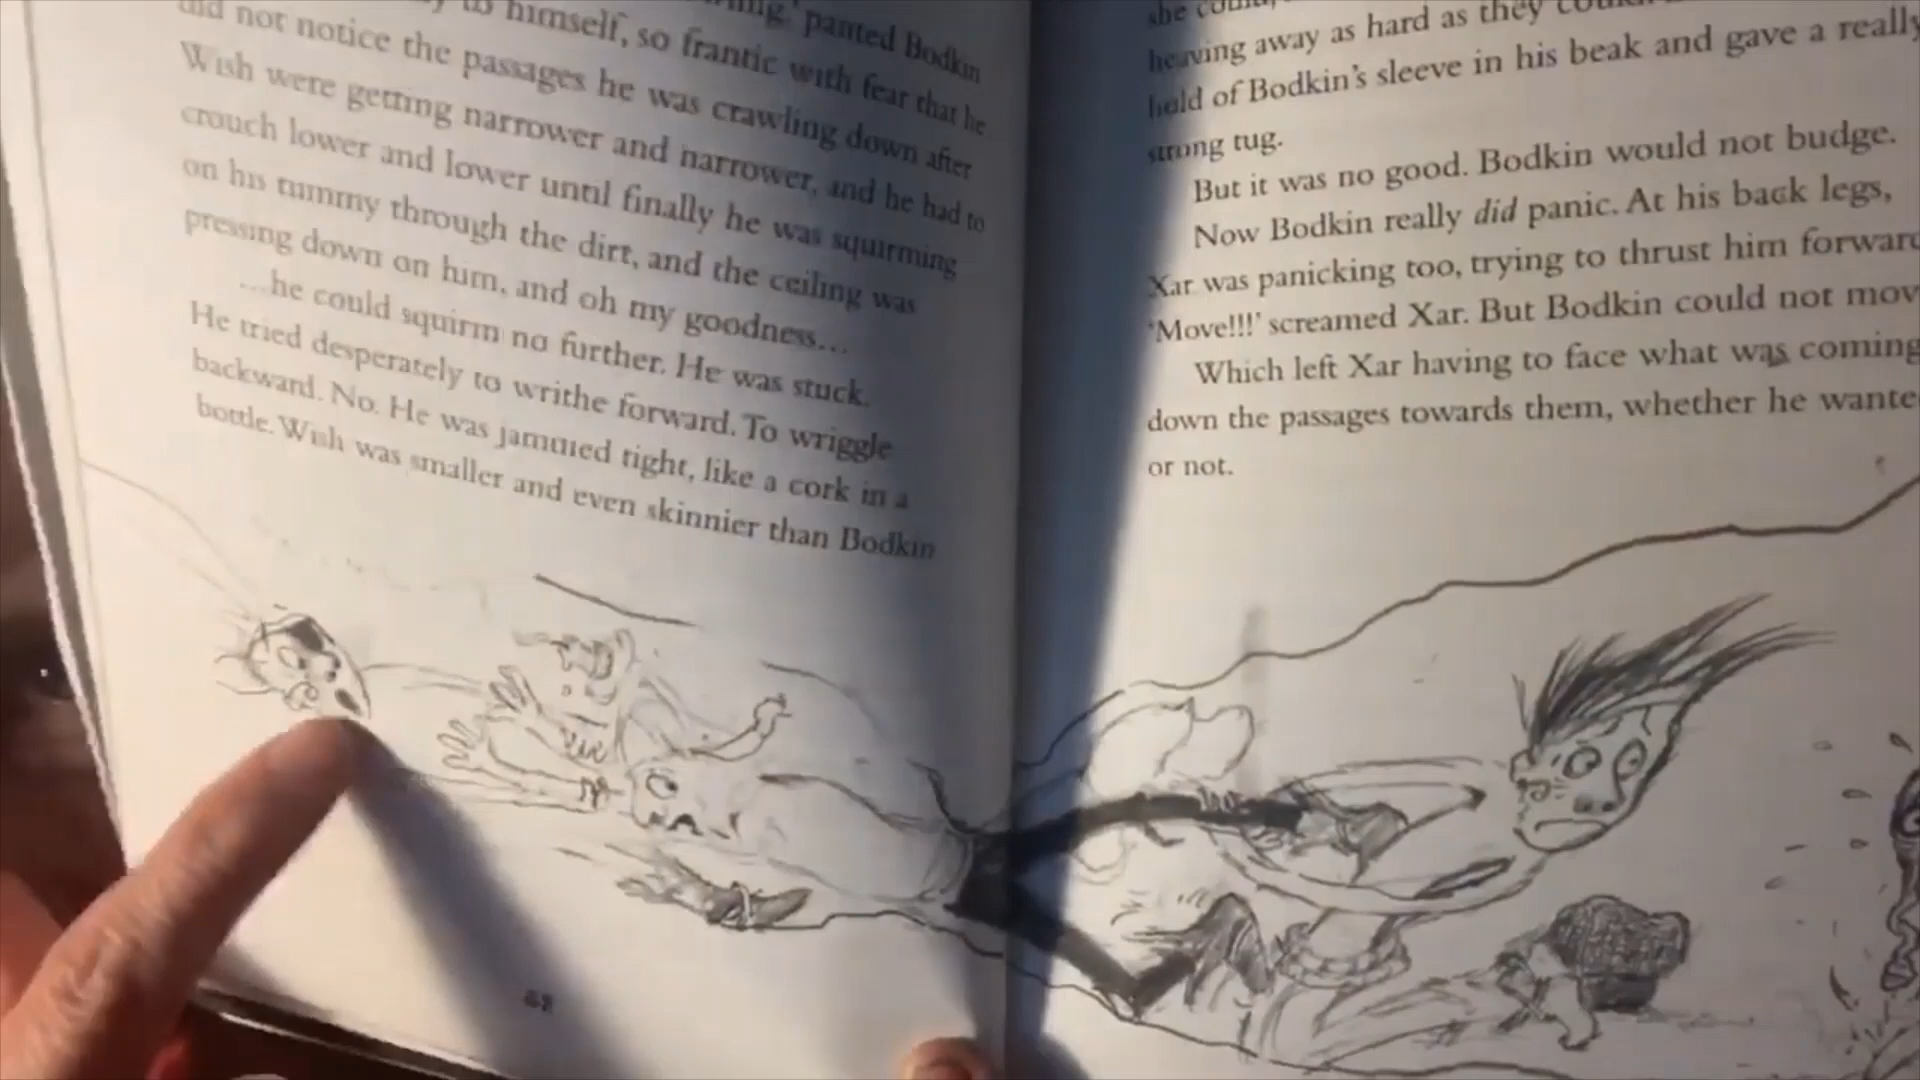 himself, so frantic with fear that he
did not notice the passages he was crawling down after
Wish were getting narrower and narrower, and he had to
crouch lower and lower until finally he was squirming
on his tummy through the dirt, and the ceiling was
pressing down on him, and oh my goodness…
…he could squirm no further. He was stuck.
He tried desperately to writhe forward. To wriggle
backward. No. He was jammed tight, like a cork in a
bottle. Wish was smaller and even skinnier than Bodkin
she could,
heaving away as hard as they
hold of Bodkin's sleeve in his beak and gave a really
strong tug.
But it was no good. Bodkin would not budge.
Now Bodkin really did panic. At his back legs,
Xar was panicking too, trying to thrust him forward
'Move!!!' screamed Xar. But Bodkin could not mov
Which left Xar having to face what was coming
down the passages towards them, whether he wante
or not.